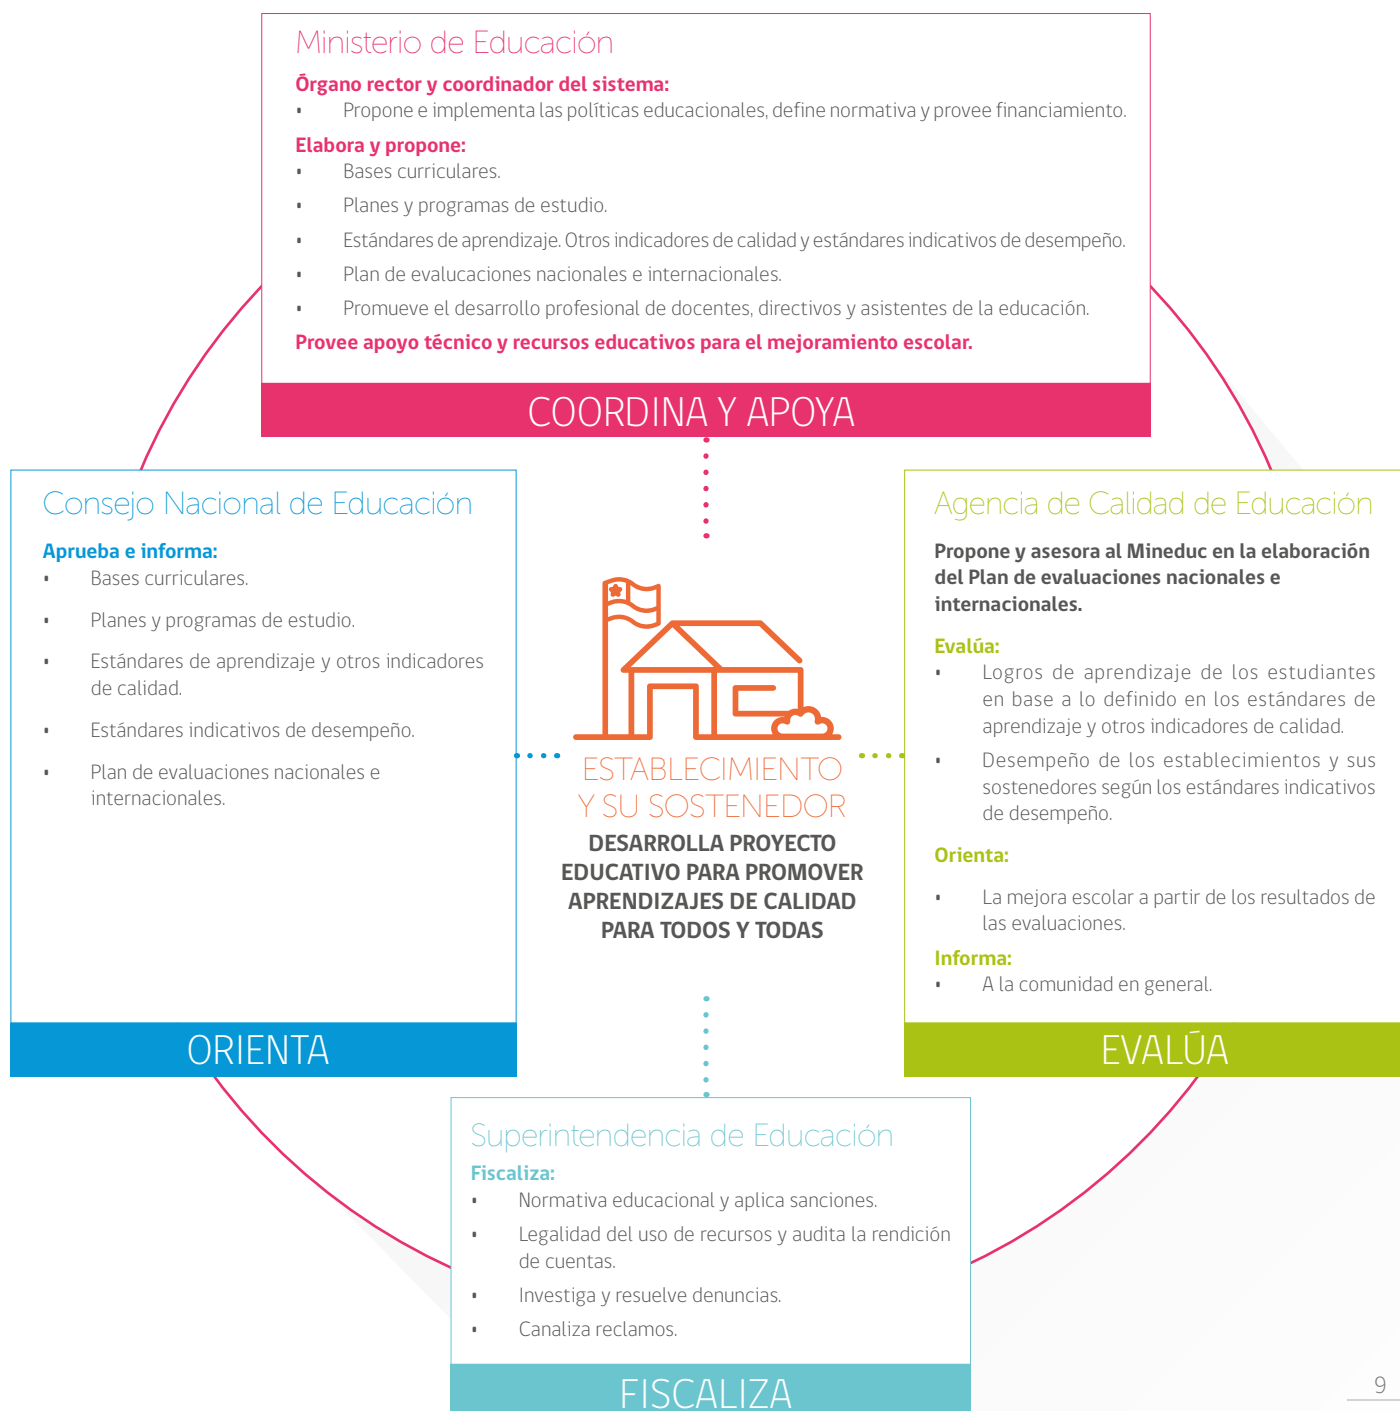 Ministerio de Educación
Órgano rector y coordinador del sistema:
▪ Propone e implementa las políticas educacionales, define normativa y provee financiamiento.
Elabora y propone:
▪ Bases curriculares.
▪ Planes y programas de estudio.
▪ Estándares de aprendizaje. Otros indicadores de calidad y estándares indicativos de desempeño.
▪ Plan de evalucaciones nacionales e internacionales.
▪ Promueve el desarrollo profesional de docentes, directivos y asistentes de la educación.
Provee apoyo técnico y recursos educativos para el mejoramiento escolar.
COORDINA Y APOYA
Consejo Nacional de Educación
Aprueba e informa:
▪ Bases curriculares.
▪ Planes y programas de estudio.
▪ Estándares de aprendizaje y otros indicadores
de calidad.
▪ Estándares indicativos de desempeño.
▪ Plan de evaluaciones nacionales e
internacionales.
ORIENTA
ESTABLECIMIENTO
Y SU SOSTENEDOR
DESARROLLA PROYECTO
EDUCATIVO PARA PROMOVER
APRENDIZAJES DE CALIDAD
PARA TODOS Y TODAS
Agencia de Calidad de Educación
Propone y asesora al Mineduc en la elaboración
del Plan de evaluaciones nacionales e
internacionales.
Evalúa:
▪ Logros de aprendizaje de los estudiantes
en base a lo definido en los estándares de
aprendizaje y otros indicadores de calidad.
▪ Desempeño de los establecimientos y sus
sostenedores según los estándares indicativos
de desempeño.
Orienta:
▪ La mejora escolar a partir de los resultados de
las evaluaciones.
Informa:
▪ A la comunidad en general.
EVALÚA
Superintendencia de Educación
Fiscaliza:
▪ Normativa educacional y aplica sanciones.
▪ Legalidad del uso de recursos y audita la rendición
de cuentas.
▪ Investiga y resuelve denuncias.
▪ Canaliza reclamos.
FISCALIZA
9